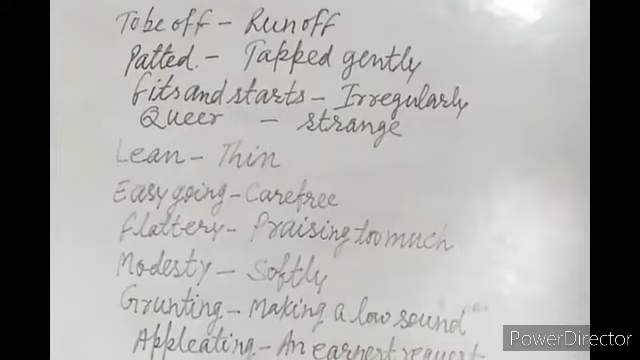 To be off - Run off
Patted. - Tapped gently
Fits and starts - Irregularly
Queer - strange
Lean - Thin
Easy going - Carefree
Flattery - Praising too much
Modesty - Softly
Grunting - Making a low sound
Appleating - An earnest request
PowerDirector